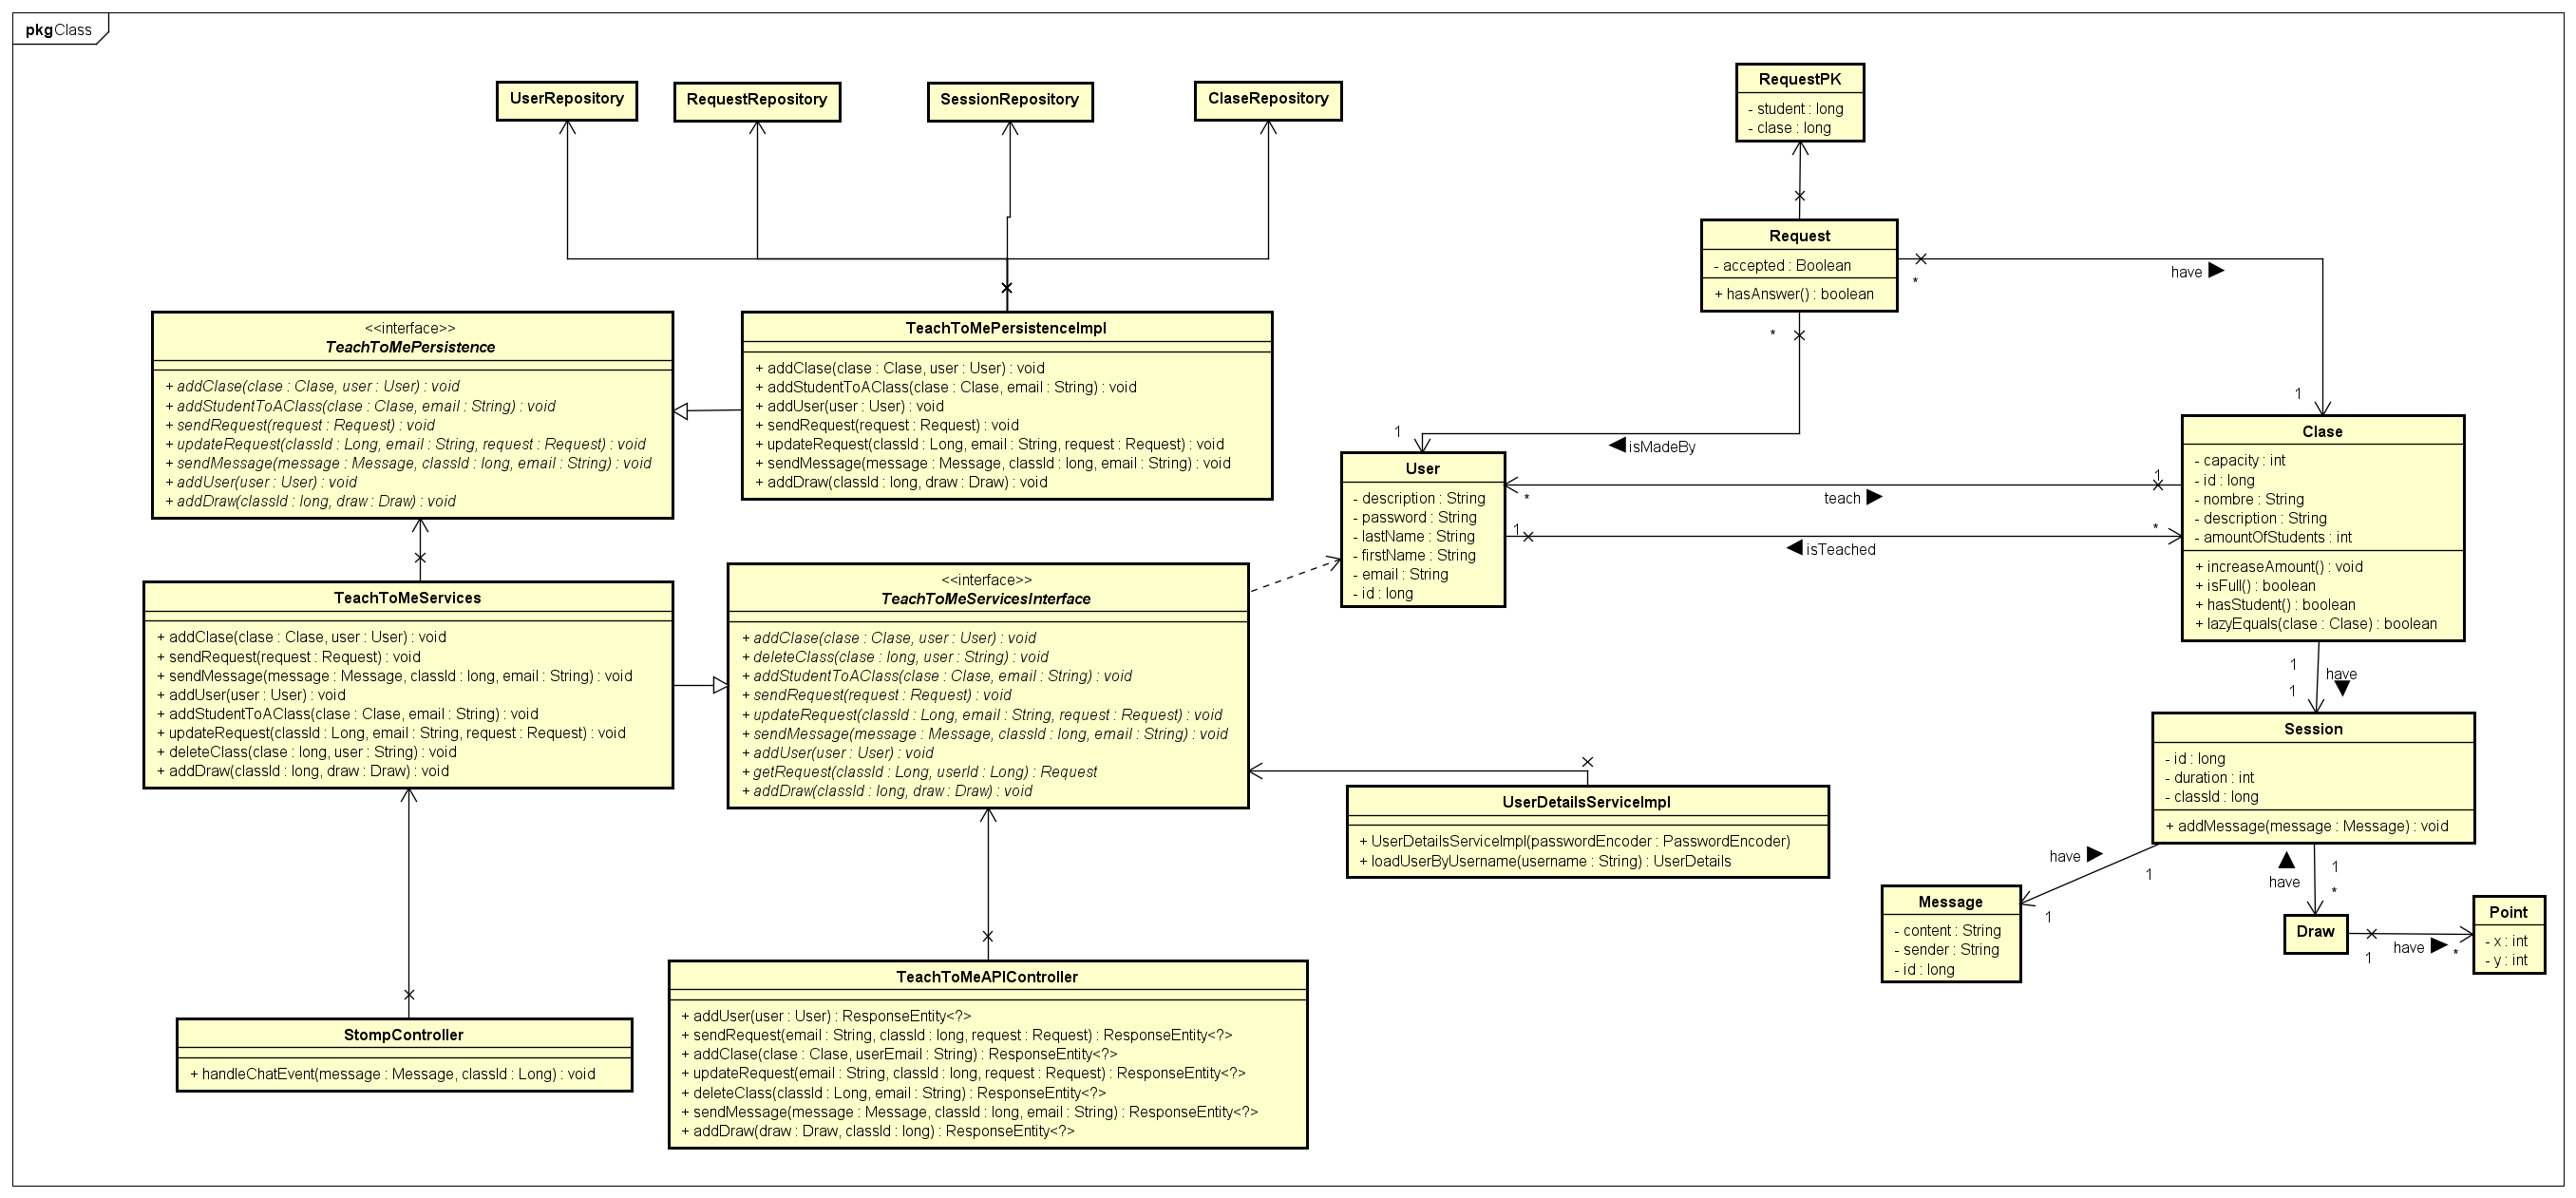 pkg Class
UserRepository
RequestRepository
SessionRepository
ClaseRepository
RequestPK
- student : long
- clase : long
Request
- accepted : Boolean
+ hasAnswer() : boolean
*
have
*
1
1
isMadeBy
<<interface>>
TeachToMePersistence
+ addClase(clase : Clase, user : User) : void
+ addStudentToAClass(clase : Clase, email : String) : void
+ sendRequest(request : Request) : void
+ updateRequest(classId : Long, email : String, request : Request) : void
+ sendMessage(message : Message, classId : long, email : String) : void
+ addUser(user : User) : void
+ addDraw(classId : long, draw : Draw) : void
TeachToMePersistenceImpl
+ addClase(clase : Clase, user : User) : void
+ addStudentToAClass(clase : Clase, email : String) : void
+ addUser(user : User) : void
+ sendRequest(request : Request) : void
+ updateRequest(classId : Long, email : String, request : Request) : void
+ sendMessage(message : Message, classId : long, email : String) : void
+ addDraw(classId : long, draw : Draw) : void
User
- description : String
- password : String
- lastName : String
- firstName : String
- email : String
- id : long
*
teach
1
1
isTeached
*
Clase
- capacity : int
- id : long
- nombre : String
- description : String
- amountOfStudents : int
+ increaseAmount() : void
+ isFull() : boolean
+ hasStudent() : boolean
+ lazyEquals(clase : Clase) : boolean
1
have
1
TeachToMeServices
+ addClase(clase : Clase, user : User) : void
+ sendRequest(request : Request) : void
+ sendMessage(message : Message, classId : long, email : String) : void
+ addUser(user : User) : void
+ addStudentToAClass(clase : Clase, email : String) : void
+ updateRequest(classId : Long, email : String, request : Request) : void
+ deleteClass(clase : long, user : String) : void
+ addDraw(classId : long, draw : Draw) : void
<<interface>>
TeachToMeServicesInterface
+ addClase(clase : Clase, user : User) : void
+ deleteClass(clase : long, user : String) : void
+ addStudentToAClass(clase : Clase, email : String) : void
+ sendRequest(request : Request) : void
+ updateRequest(classId : Long, email : String, request : Request) : void
+ sendMessage(message : Message, classId : long, email : String) : void
+ addUser(user : User) : void
+ getRequest(classId : Long, userId : Long) : Request
+ addDraw(classId : long, draw : Draw) : void
UserDetailsServiceImpl
+ UserDetailsServiceImpl(passwordEncoder : PasswordEncoder)
+ loadUserByUsername(username : String) : UserDetails
Session
- id : long
- duration : int
- classId : long
+ addMessage(message : Message) : void
have
1
1
have
1
*
Message
- content : String
- sender : String
- id : long
Draw
1
have
*
Point
- x : int
- y : int
StompController
+ handleChatEvent(message : Message, classId : Long) : void
TeachToMeAPIController
+ addUser(user : User) : ResponseEntity<?>
+ sendRequest(email : String, classId : long, request : Request) : ResponseEntity<?>
+ addClase(clase : Clase, userEmail : String) : ResponseEntity<?>
+ updateRequest(email : String, classId : long, request : Request) : ResponseEntity<?>
+ deleteClass(classId : Long, email : String) : ResponseEntity<?>
+ sendMessage(message : Message, classId : long, email : String) : ResponseEntity<?>
+ addDraw(draw : Draw, classId : long) : ResponseEntity<?>